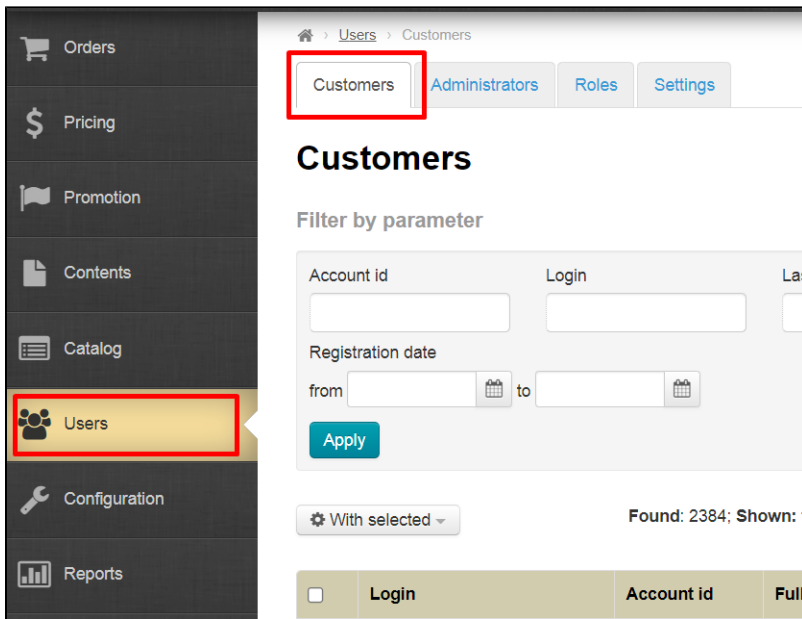 Orders
Pricing
Promotion
Contents
Catalog
Users
Configuration
Reports
Users › Customers
Customers Administrators Roles Settings
Customers
Filter by parameter
Account id Login
Registration date
from to
Apply
With selected Found: 2384; Shown:
Login Account id